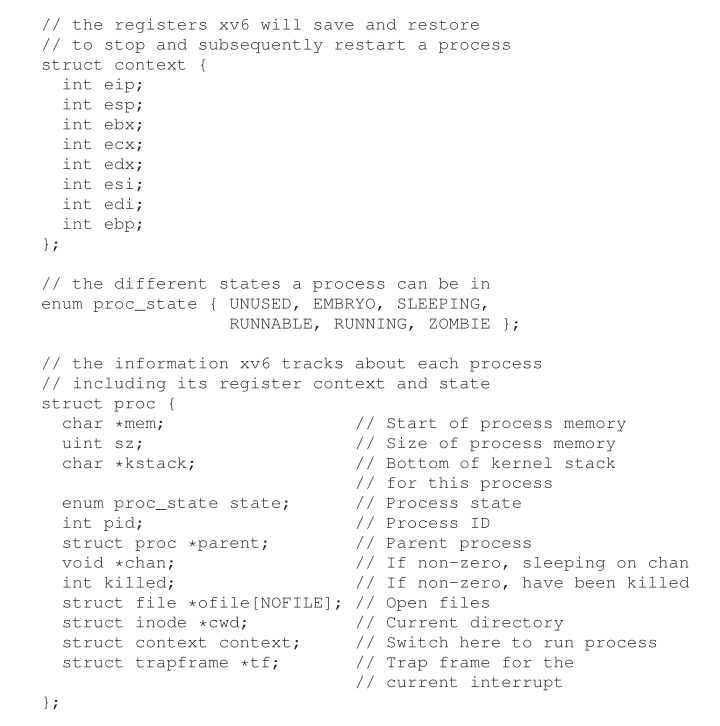 // the registers xv6 will save and restore
// to stop and subsequently restart a process
struct context {
  int eip;
  int esp;
  int ebx;
  int ecx;
  int edx;
  int esi;
  int edi;
  int ebp;
};

// the different states a process can be in
enum proc_state { UNUSED, EMBRYO, SLEEPING,
                  RUNNABLE, RUNNING, ZOMBIE };

// the information xv6 tracks about each process
// including its register context and state
struct proc {
  char *mem;                  // Start of process memory
  uint sz;                    // Size of process memory
  char *kstack;               // Bottom of kernel stack
                              // for this process
  enum proc_state state;      // Process state
  int pid;                    // Process ID
  struct proc *parent;        // Parent process
  void *chan;                 // If non-zero, sleeping on chan
  int killed;                 // If non-zero, have been killed
  struct file *ofile[NOFILE]; // Open files
  struct inode *cwd;          // Current directory
  struct context context;     // Switch here to run process
  struct trapframe *tf;       // Trap frame for the
                              // current interrupt
};